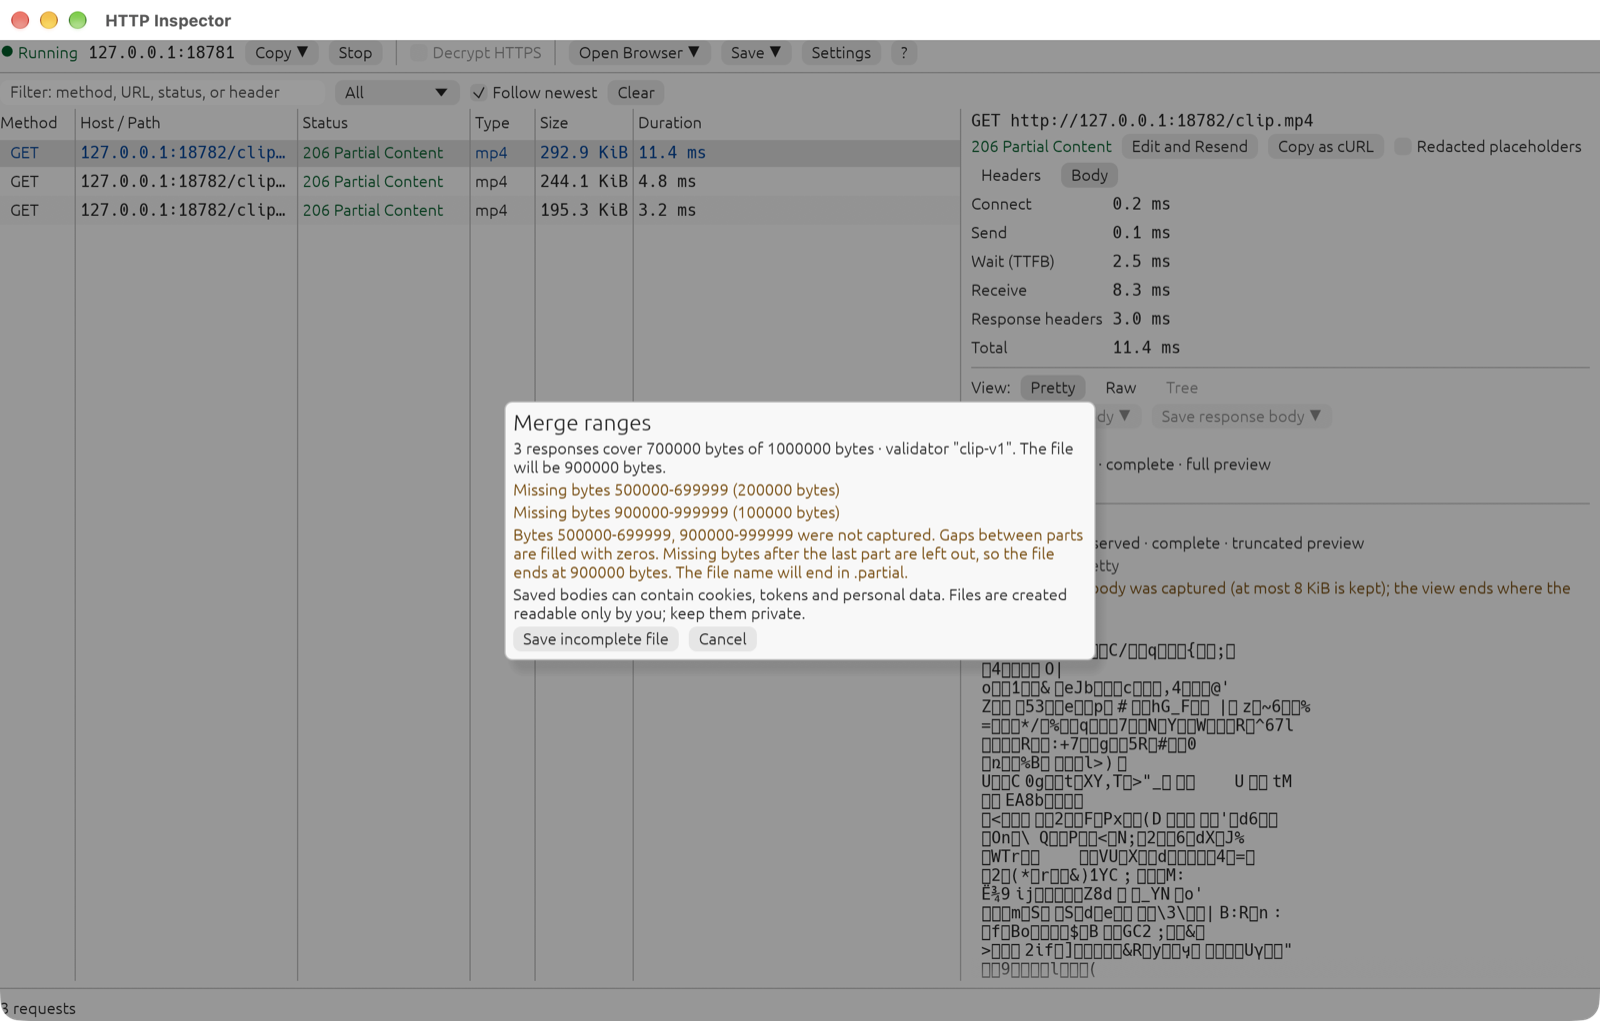 HTTP Inspector
Running 127.0.0.1:18781 Copy ▼ Stop Decrypt HTTPS Open Browser ▼ Save ▼ Settings ?
Filter: method, URL, status, or header All ▼ ✓ Follow newest Clear
Method Host / Path Status Type Size Duration
GET 127.0.0.1:18782/clip… 206 Partial Content mp4 292.9 KiB 11.4 ms
GET 127.0.0.1:18782/clip… 206 Partial Content mp4 244.1 KiB 4.8 ms
GET 127.0.0.1:18782/clip… 206 Partial Content mp4 195.3 KiB 3.2 ms
GET http://127.0.0.1:18782/clip.mp4
206 Partial Content Edit and Resend Copy as cURL Redacted placeholders
Headers Body
Connect 0.2 ms
Send 0.1 ms
Wait (TTFB) 2.5 ms
Receive 8.3 ms
Response headers 3.0 ms
Total 11.4 ms
View: Pretty Raw Tree
dy ▼ Save response body ▼
· complete · full preview
served · complete · truncated preview
etty
body was captured (at most 8 KiB is kept); the view ends where the
Merge ranges
3 responses cover 700000 bytes of 1000000 bytes · validator "clip-v1". The file
will be 900000 bytes.
Missing bytes 500000-699999 (200000 bytes)
Missing bytes 900000-999999 (100000 bytes)
Bytes 500000-699999, 900000-999999 were not captured. Gaps between parts
are filled with zeros. Missing bytes after the last part are left out, so the file
ends at 900000 bytes. The file name will end in .partial.
Saved bodies can contain cookies, tokens and personal data. Files are created
readable only by you; keep them private.
Save incomplete file Cancel
3 requests